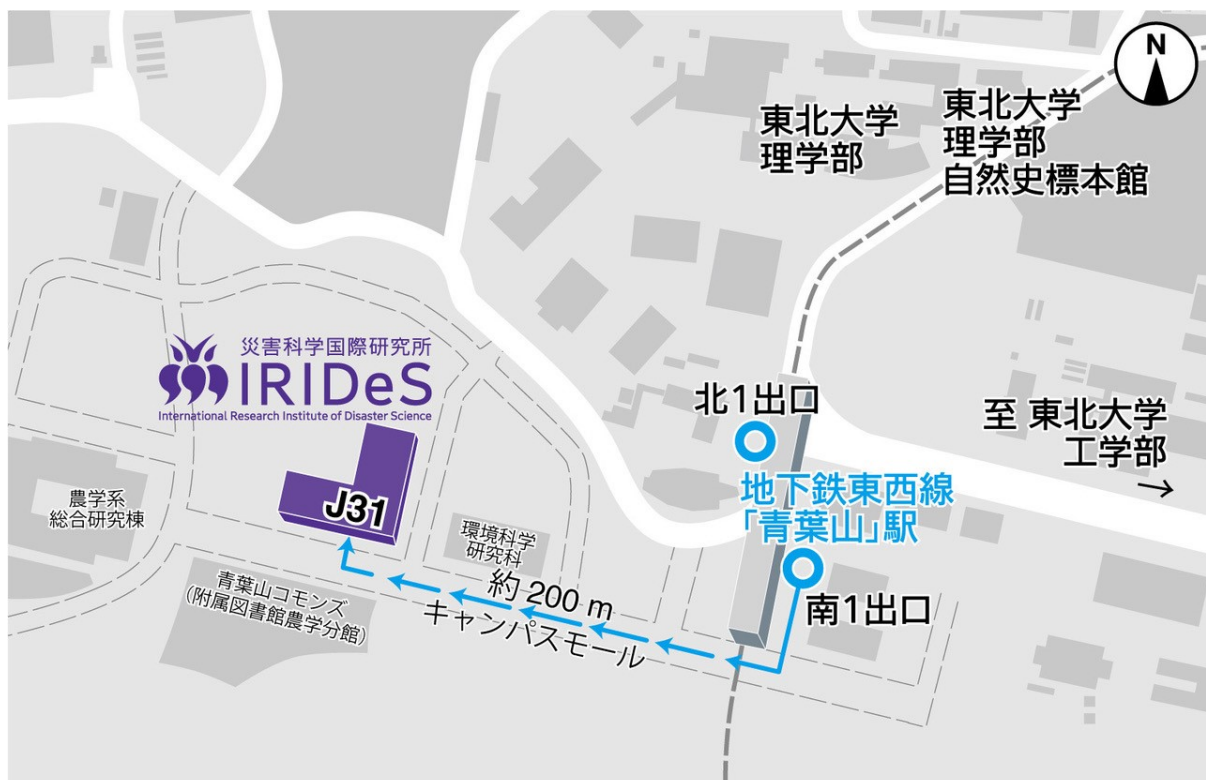 N
東北大学
理学部
東北大学
理学部
自然史標本館
災害科学国際研究所
IRIDeS
International Research Institute of Disaster Science
北1出口
至 東北大学
工学部
→
地下鉄東西線
「青葉山」駅
J31
農学系
総合研究棟
環境科学
研究科
約 200 m
キャンパスモール
南1出口
青葉山コモンズ
(附属図書館農学分館)